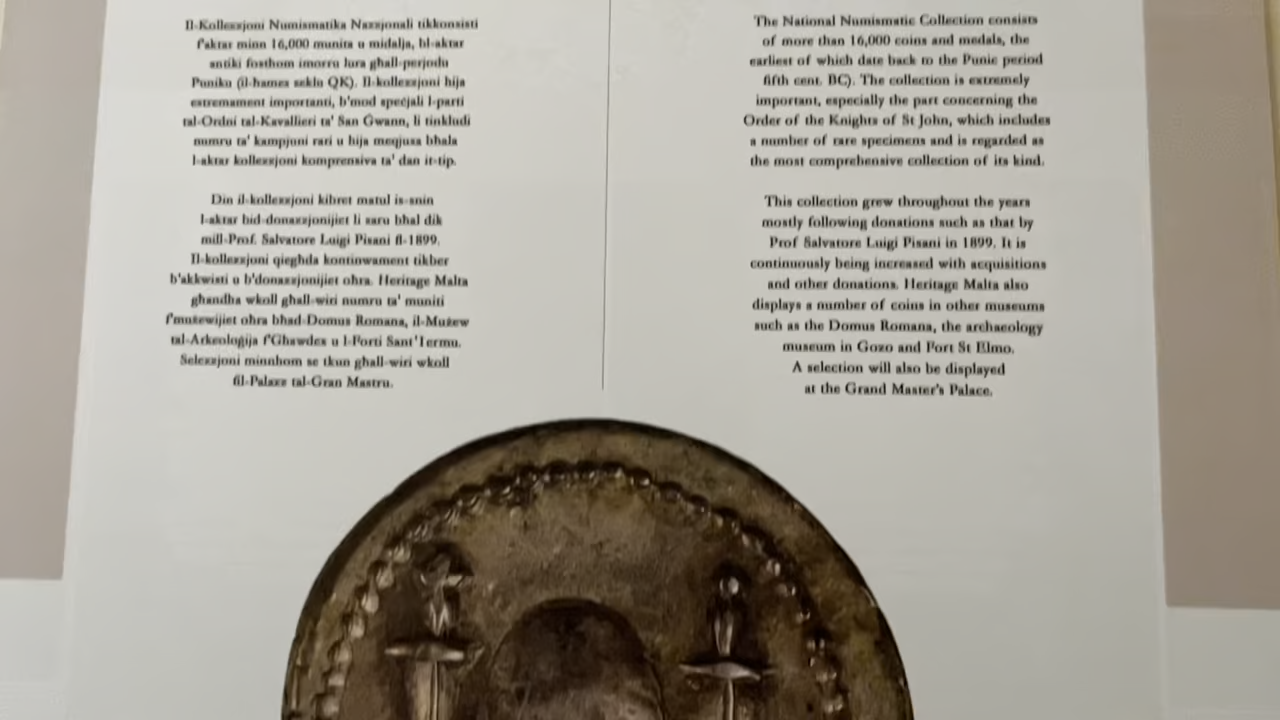 Il-Kollezzjoni Numismatika Nazzjonali tikkonsisti
f'aktar minn 16,000 munita u midalja, bl-aktar
antiki fosthom imorru lura għall-perjodu
Puniku (il-ħames seklu QK). Il-kollezzjoni hija
estremament importanti, b'mod speċjali l-parti
tal-Ordni tal-Kavallieri ta' San Ġwann, li tinkludi
numru ta' kampjuni rari u hija meqjusa bħala
l-aktar kollezzjoni komprensiva ta' dan it-tip.
Din il-kollezzjoni kibret matul is-snin
l-aktar bid-donazzjonijiet li saru bħal dik
mill-Prof. Salvatore Luigi Pisani fl-1899.
Il-kollezzjoni qiegħda kontinwament tikber
b'akkwisti u b'donazzjonijiet oħra. Heritage Malta
għandha wkoll għall-wiri numru ta' muniti
f'mużewijiet oħra bħad-Domus Romana, il-Mużew
tal-Arkeoloġija f'Għawdex u l-Forti Sant'Iermu.
Selezzjoni minnhom se tkun għall-wiri wkoll
fil-Palazz tal-Gran Mastru.
The National Numismatic Collection consists
of more than 16,000 coins and medals, the
earliest of which date back to the Punic period
fifth cent. BC). The collection is extremely
important, especially the part concerning the
Order of the Knights of St John, which includes
a number of rare specimens and is regarded as
the most comprehensive collection of its kind.
This collection grew throughout the years
mostly following donations such as that by
Prof Salvatore Luigi Pisani in 1899. It is
continuously being increased with acquisitions
and other donations. Heritage Malta also
displays a number of coins in other museums
such as the Domus Romana, the archaeology
museum in Gozo and Fort St Elmo.
A selection will also be displayed
at the Grand Master's Palace.